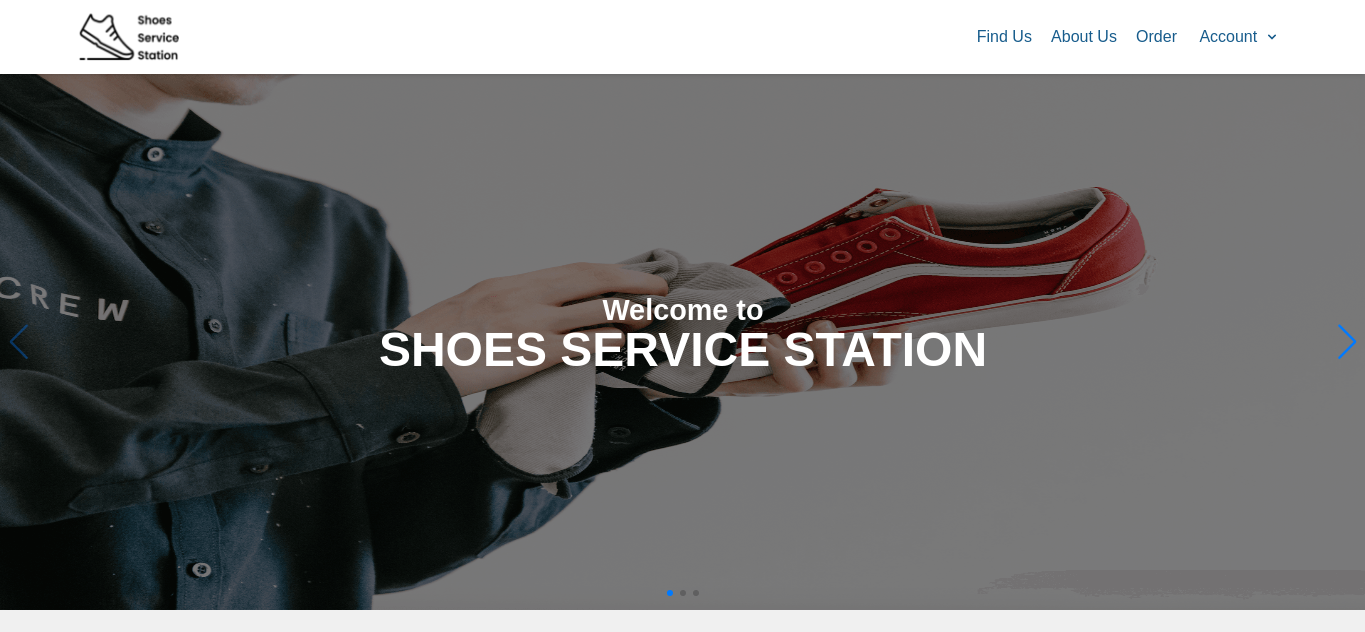 Shoes
Service
Station
Find Us About Us Order Account
CREW
Welcome to
SHOES SERVICE STATION